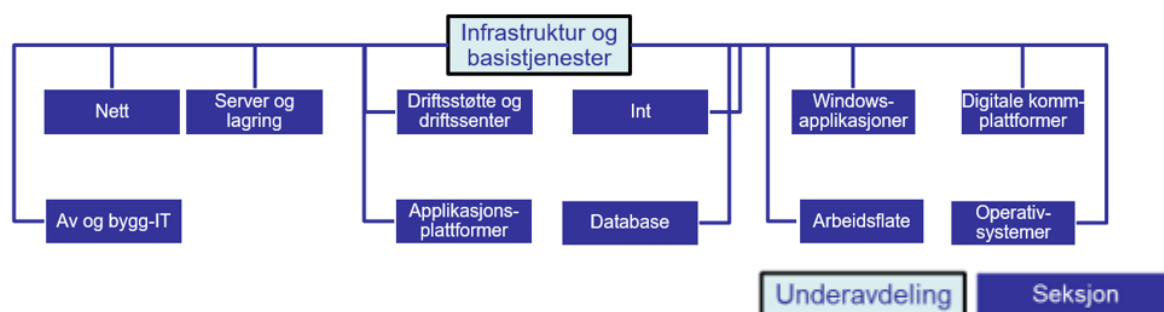 Infrastruktur og
basistjenester
Nett
Server og
lagring
Driftsstøtte og
driftssenter
Int
Windows-
applikasjoner
Digitale komm-
plattformer
Av og bygg-IT
Applikasjons-
plattformer
Database
Arbeidsflate
Operativ-
systemer
Underavdeling
Seksjon